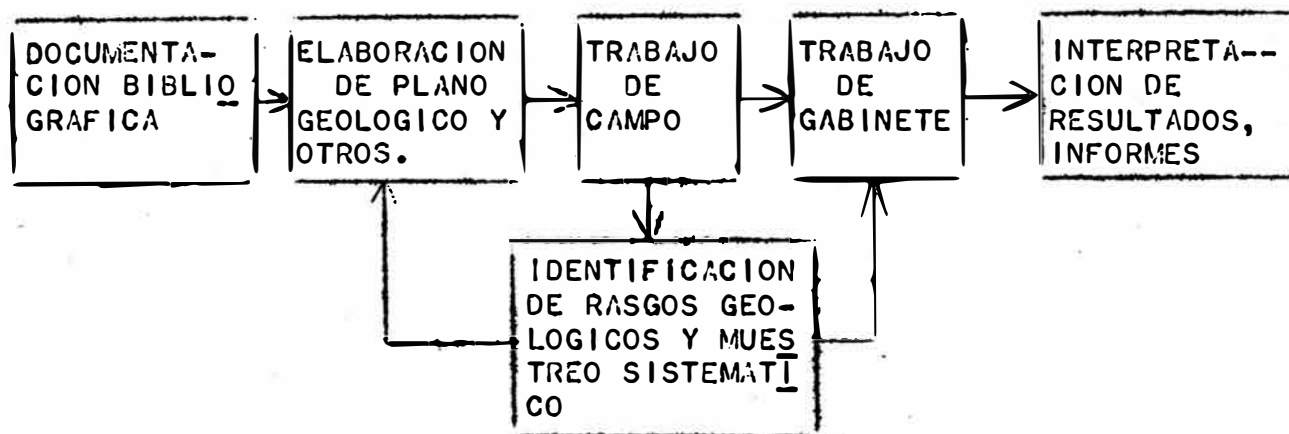 DOCUMENTA-
CION BIBLIO
GRAFICA
ELABORACION
DE PLANO
GEOLOGICO Y
OTROS.
TRABAJO
DE
CAMPO
TRABAJO
DE
GABINETE
INTERPRETA--
CION DE
RESULTADOS,
INFORMES
IDENTIFICACION
DE RASGOS GEO-
LOGICOS Y MUES
TREO SISTEMATI
CO